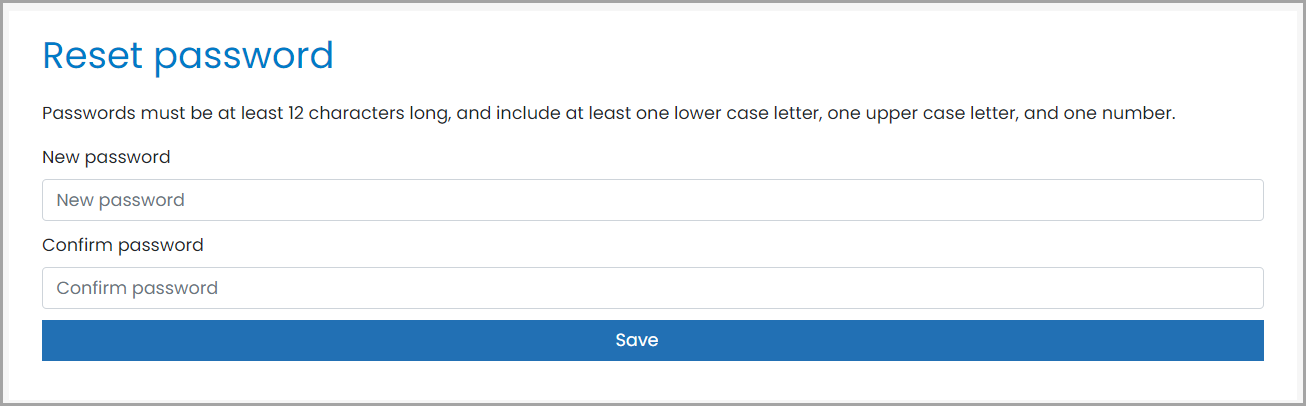 Reset password
Passwords must be at least 12 characters long, and include at least one lower case letter, one upper case letter, and one number.
New password
New password
Confirm password
Confirm password
Save